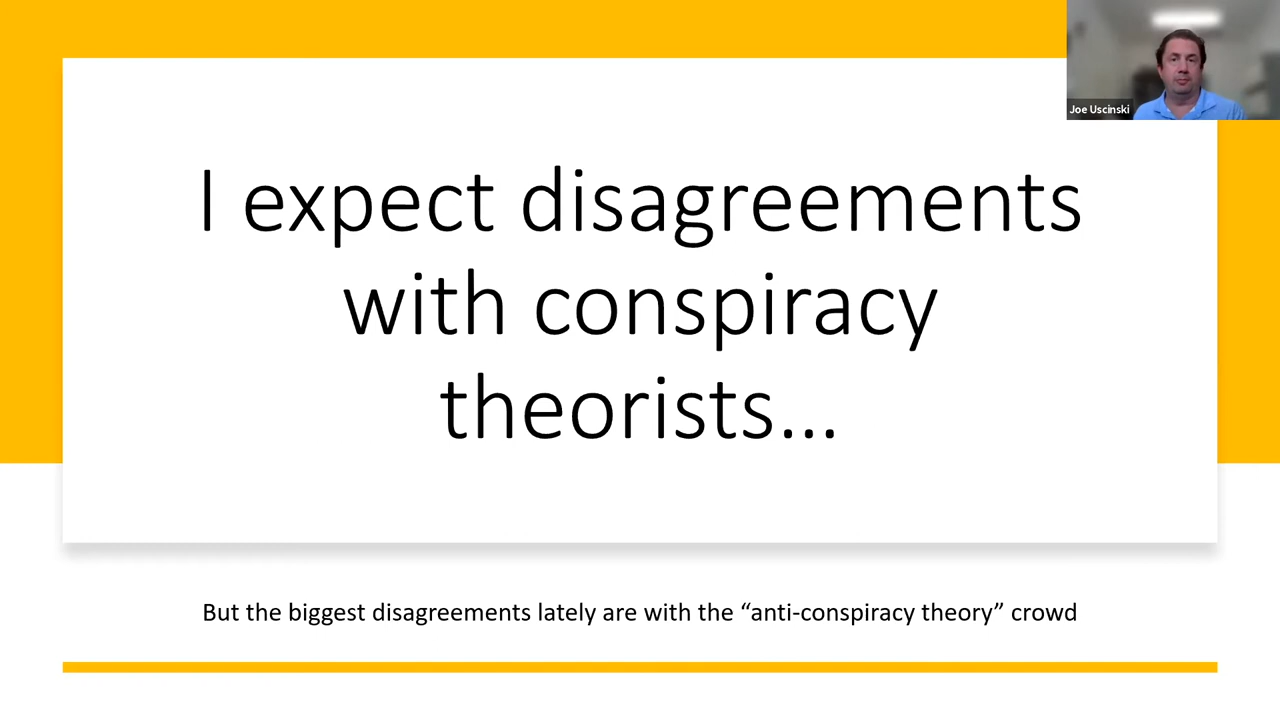 Joe Uscinski
I expect disagreements
with conspiracy
theorists...
But the biggest disagreements lately are with the “anti-conspiracy theory” crowd